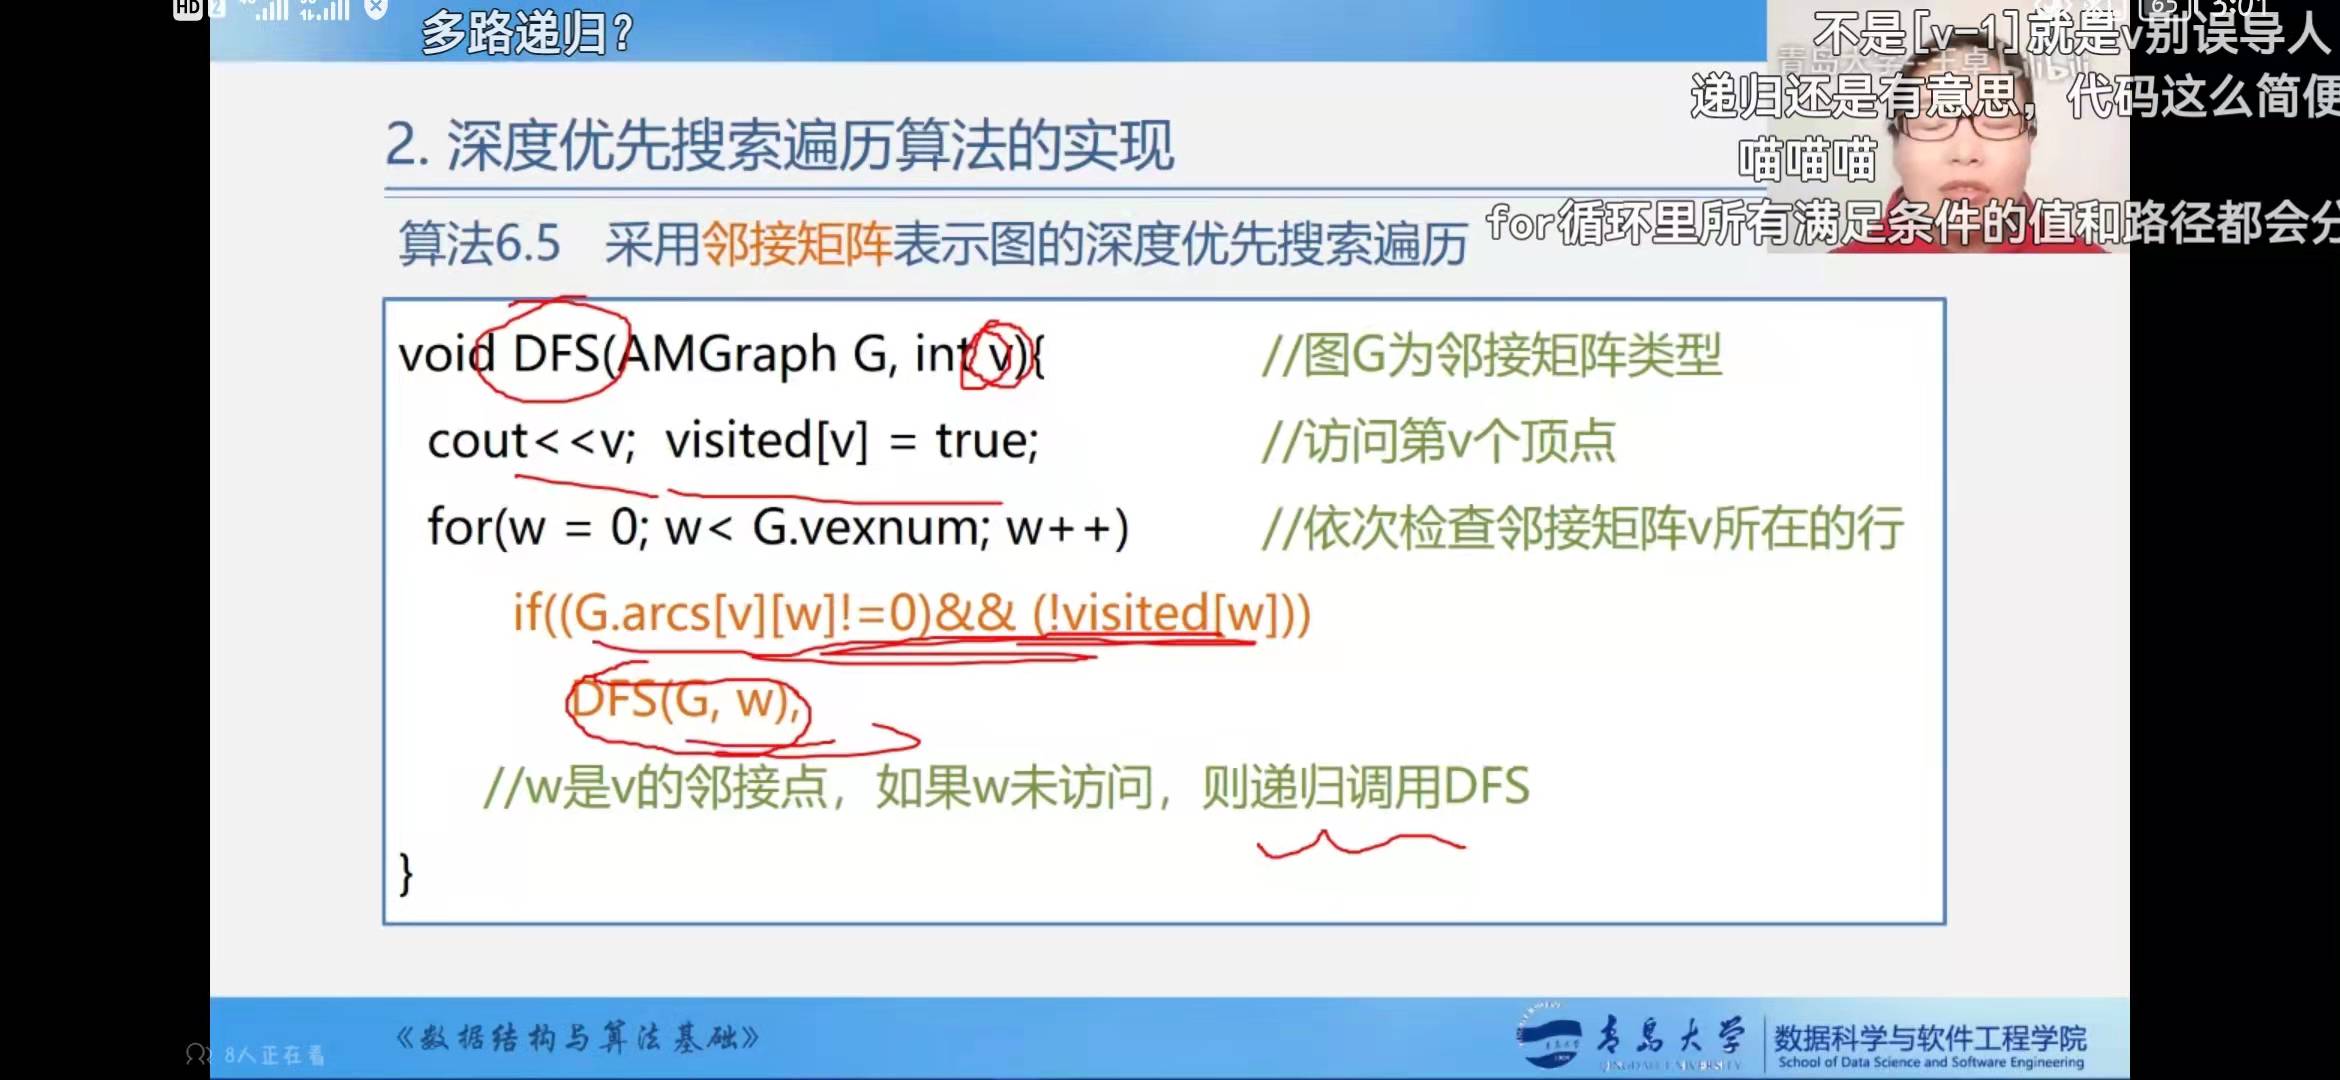 HD 2
多路递归？
不是[v-1]就是v别误导人
递归还是有意思，代码这么简便
喵喵喵
for循环里所有满足条件的值和路径都会分
2. 深度优先搜索遍历算法的实现
算法6.5 采用邻接矩阵表示图的深度优先搜索遍历
void DFS(AMGraph G, int v){ //图G为邻接矩阵类型
cout<<v; visited[v] = true; //访问第v个顶点
for(w = 0; w< G.vexnum; w++) //依次检查邻接矩阵v所在的行
if((G.arcs[v][w]!=0)&& (!visited[w]))
DFS(G, w);
//w是v的邻接点，如果w未访问，则递归调用DFS
}
《数据结构与算法基础》
青岛大学
QINGDAO UNIVERSITY
数据科学与软件工程学院
School of Data Science and Software Engineering
8人正在看